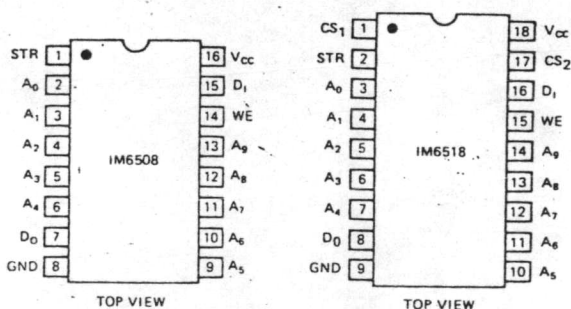 STR 1 16 VCC
A0 2 15 DI
A1 3 14 WE
A2 4 13 A9
A3 5 12 A8
A4 6 11 A7
DO 7 10 A6
GND 8 9 A5
IM6508
TOP VIEW
CS1 1 18 VCC
STR 2 17 CS2
A0 3 16 DI
A1 4 15 WE
A2 5 14 A9
A3 6 13 A8
A4 7 12 A7
DO 8 11 A6
GND 9 10 A5
IM6518
TOP VIEW